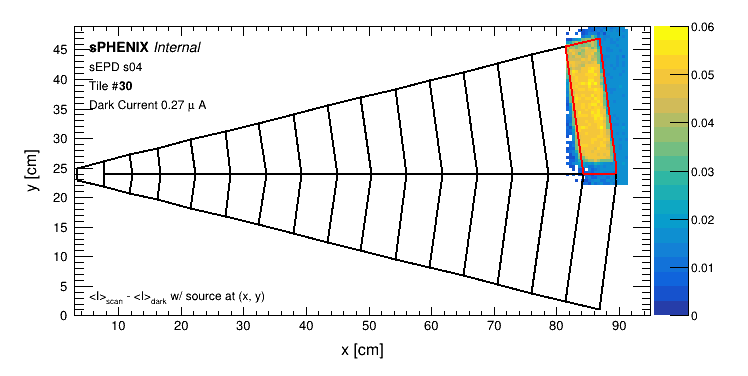 sPHENIX Internal
sEPD s04
Tile #30
Dark Current 0.27 μ A
<I>scan - <I>dark w/ source at (x, y)
y [cm]
45
40
35
30
25
20
15
10
5
0
10 20 30 40 50 60 70 80 90
x [cm]
0.06
0.05
0.04
0.03
0.02
0.01
0